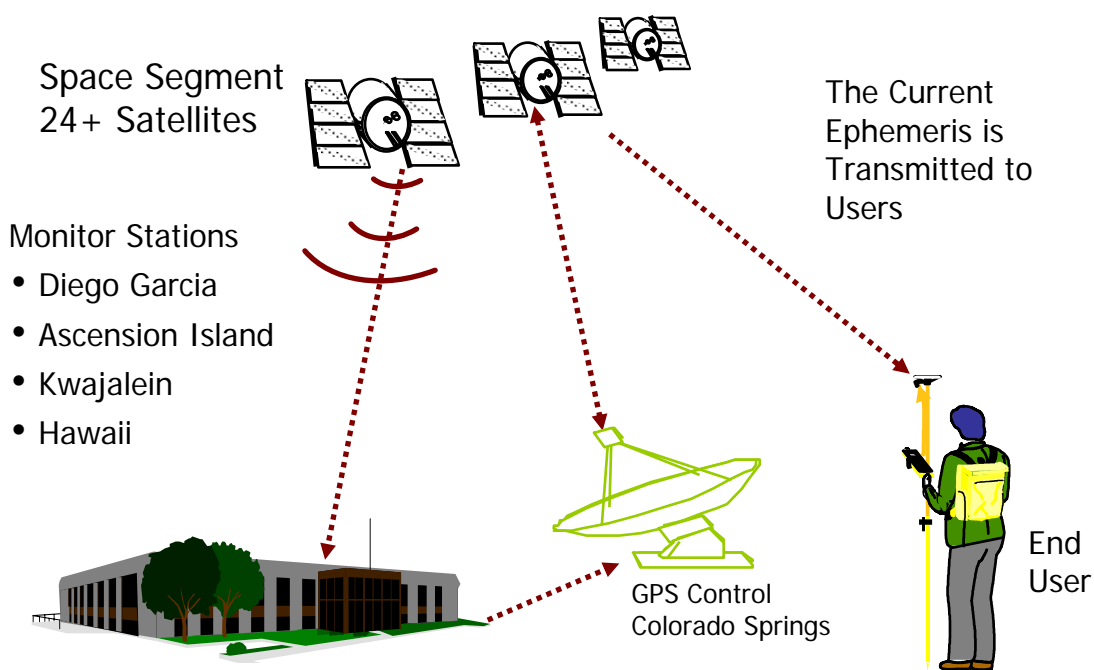 Space Segment
24+ Satellites
The Current
Ephemeris is
Transmitted to
Users
Monitor Stations
• Diego Garcia
• Ascension Island
• Kwajalein
• Hawaii
GPS Control
Colorado Springs
End
User